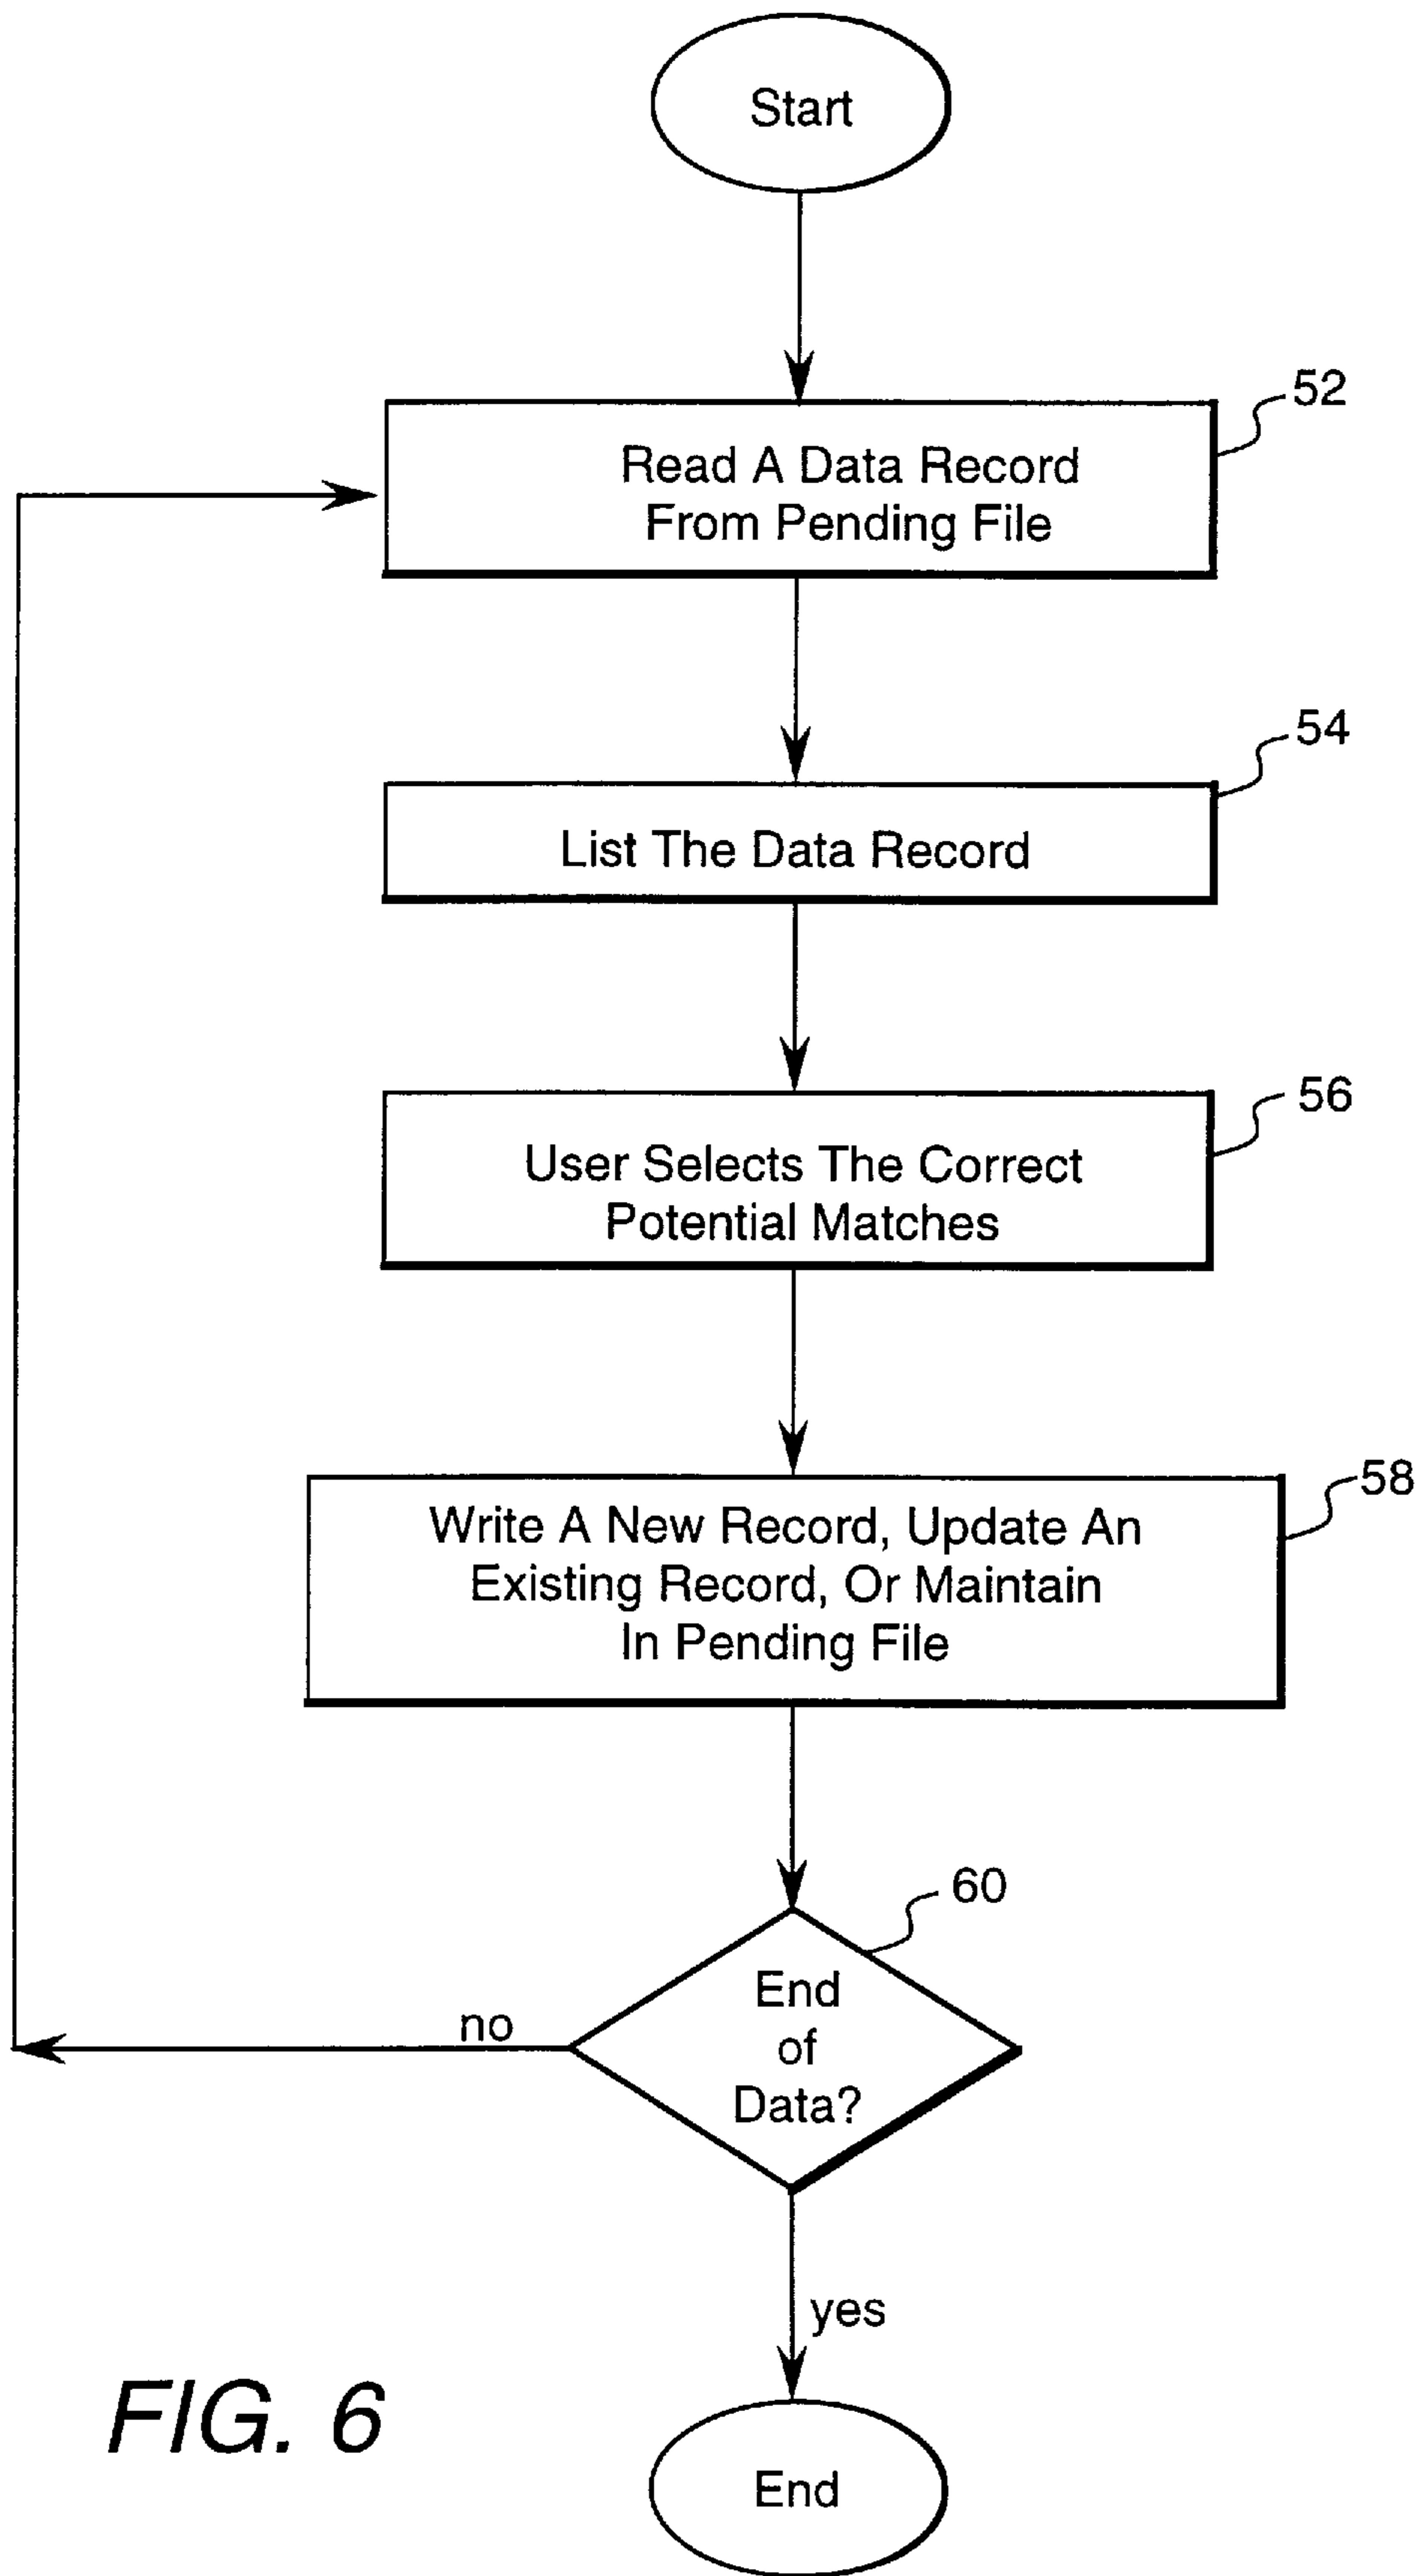 Start
52
Read A Data Record
From Pending File
54
List The Data Record
56
User Selects The Correct
Potential Matches
58
Write A New Record, Update An
Existing Record, Or Maintain
In Pending File
60
End
of
Data?
no
yes
FIG. 6
End